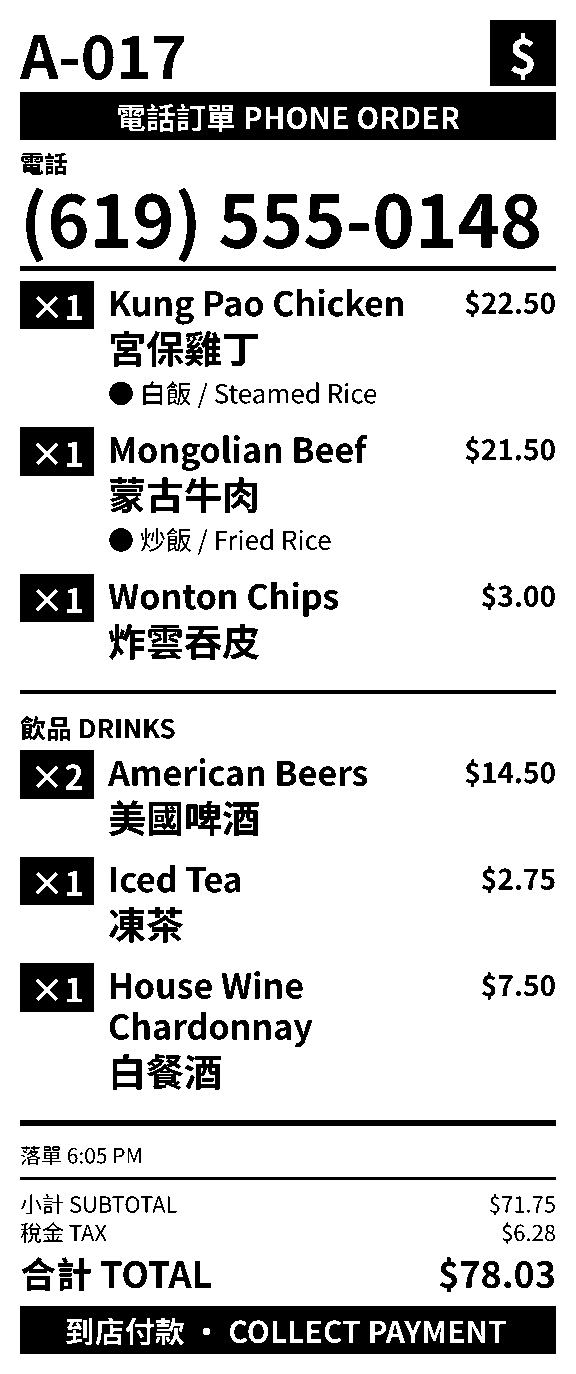 A-017
$
電話訂單 PHONE ORDER
電話
(619) 555-0148
×1 Kung Pao Chicken $22.50
宮保雞丁
● 白飯 / Steamed Rice
×1 Mongolian Beef $21.50
蒙古牛肉
● 炒飯 / Fried Rice
×1 Wonton Chips $3.00
炸雲吞皮
飲品 DRINKS
×2 American Beers $14.50
美國啤酒
×1 Iced Tea $2.75
凍茶
×1 House Wine $7.50
Chardonnay
白餐酒
落單 6:05 PM
小計 SUBTOTAL $71.75
稅金 TAX $6.28
合計 TOTAL $78.03
到店付款 • COLLECT PAYMENT